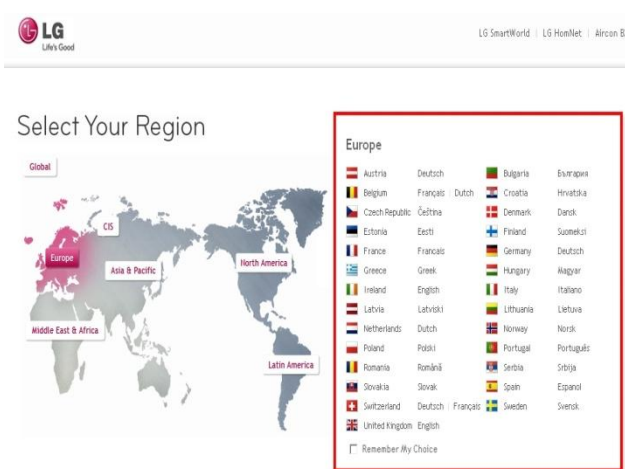 LG
Life's Good
LG SmartWorld | LG HomNet | Aircon B
Select Your Region
Global
CIS
Europe
Asia & Pacific
North America
Middle East & Africa
Latin America
Europe
Austria Deutsch Bulgaria България
Belgium Français | Dutch Croatia Hrvatska
Czech Republic Čeština Denmark Dansk
Estonia Eesti Finland Suomeksi
France Francais Germany Deutsch
Greece Greek Hungary Magyar
Ireland English Italy Italiano
Latvia Latviski Lithuania Lietuva
Netherlands Dutch Norway Norsk
Poland Polski Portugal Português
Romania Română Serbia Srbija
Slovakia Slovak Spain Espanol
Switzerland Deutsch | Français Sweden Svensk
United Kingdom English
Remember My Choice